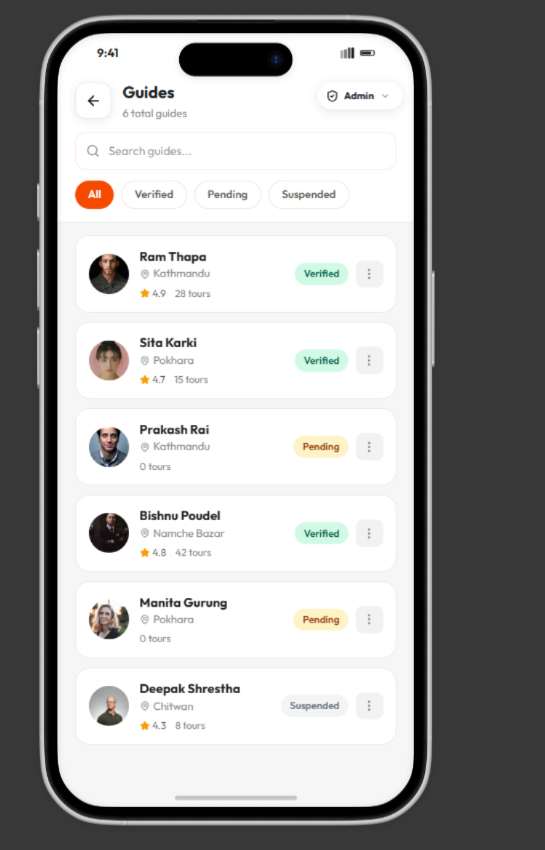 9:41
Guides
6 total guides
Admin
Search guides...
All Verified Pending Suspended
Ram Thapa
Kathmandu
Verified
4.9 28 tours
Sita Karki
Pokhara
Verified
4.7 15 tours
Prakash Rai
Kathmandu
Pending
0 tours
Bishnu Poudel
Namche Bazar
Verified
4.8 42 tours
Manita Gurung
Pokhara
Pending
0 tours
Deepak Shrestha
Chitwan
Suspended
4.3 8 tours